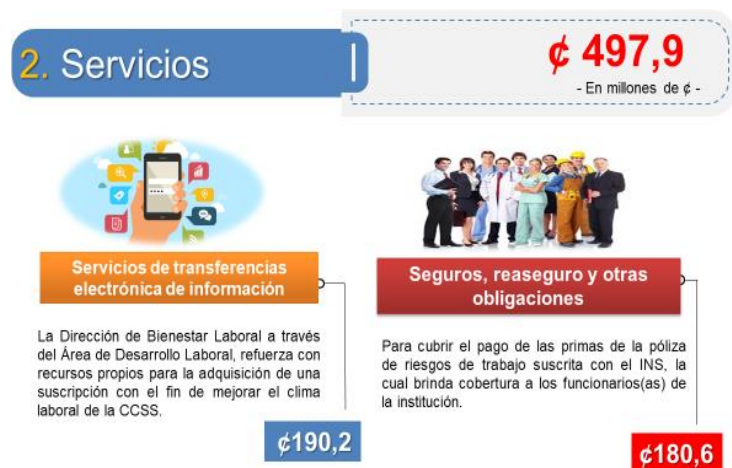 2. Servicios
₡ 497,9
- En millones de ₡ -
Servicios de transferencias
electrónica de información
La Dirección de Bienestar Laboral a través
del Área de Desarrollo Laboral, refuerza con
recursos propios para la adquisición de una
suscripción con el fin de mejorar el clima
laboral de la CCSS.
₡190,2
Seguros, reaseguro y otras
obligaciones
Para cubrir el pago de las primas de la póliza
de riesgos de trabajo suscrita con el INS, la
cual brinda cobertura a los funcionarios(as) de
la institución.
₡180,6